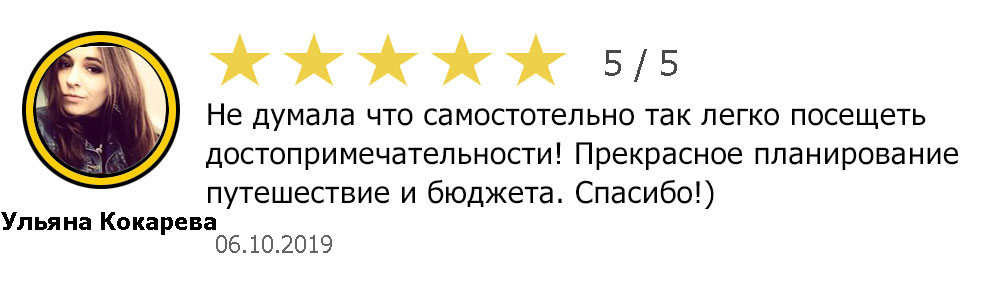 5 / 5
Не думала что самостотельно так легко посещеть
достопримечательности! Прекрасное планирование
путешествие и бюджета. Спасибо!)
Ульяна Кокарева
06.10.2019